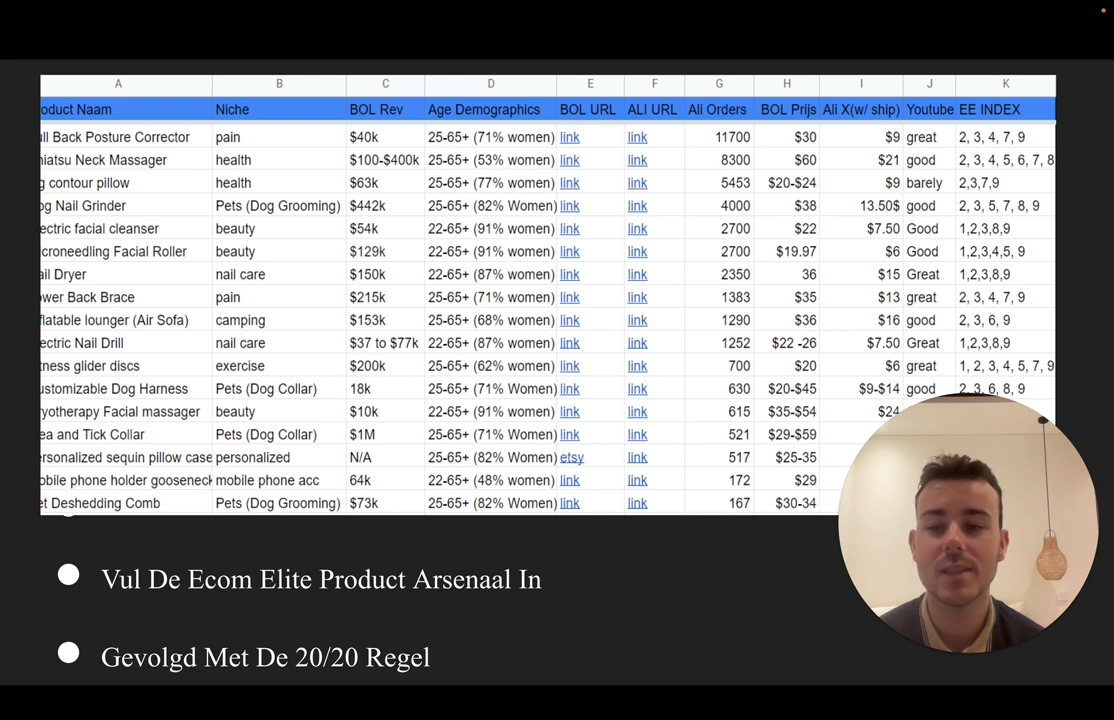 A B C D E F G H I J K
oduct Naam Niche BOL Rev Age Demographics BOL URL ALI URL Ali Orders BOL Prijs Ali X(w/ ship) Youtube EE INDEX
ull Back Posture Corrector pain $40k 25-65+ (71% women) link link 11700 $30 $9 great 2, 3, 4, 7, 9
hiatsu Neck Massager health $100-$400k 25-65+ (53% women) link link 8300 $60 $21 good 2, 3, 4, 5, 6, 7, 8
g contour pillow health $63k 25-65+ (77% women) link link 5453 $20-$24 $9 barely 2,3,7,9
og Nail Grinder Pets (Dog Grooming) $442k 25-65+ (82% Women) link link 4000 $38 13.50$ good 2, 3, 5, 7, 8, 9
ectric facial cleanser beauty $54k 22-65+ (91% women) link link 2700 $22 $7.50 Good 1,2,3,8,9
croneedling Facial Roller beauty $129k 22-65+ (91% women) link link 2700 $19.97 $6 Good 1,2,3,4,5, 9
ail Dryer nail care $150k 22-65+ (87% women) link link 2350 36 $15 Great 1,2,3,8,9
ower Back Brace pain $215k 25-65+ (71% women) link link 1383 $35 $13 great 2, 3, 4, 7, 9
flatable lounger (Air Sofa) camping $153k 25-65+ (68% women) link link 1290 $36 $16 good 2, 3, 6, 9
ectric Nail Drill nail care $37 to $77k 22-65+ (87% women) link link 1252 $22 -26 $7.50 Great 1,2,3,8,9
tness glider discs exercise $200k 25-65+ (62% women) link link 700 $20 $6 great 1, 2, 3, 4, 5, 7, 9
ustomizable Dog Harness Pets (Dog Collar) 18k 25-65+ (71% Women) link link 630 $20-$45 $9-$14 good 2, 3, 6, 8, 9
ryotherapy Facial massager beauty $10k 22-65+ (91% women) link link 615 $35-$54 $24
ea and Tick Collar Pets (Dog Collar) $1M 25-65+ (71% Women) link link 521 $29-$59
ersonalized sequin pillow case personalized N/A 25-65+ (82% Women) etsy link 517 $25-35
obile phone holder gooseneck mobile phone acc 64k 22-65+ (48% women) link link 172 $29
et Deshedding Comb Pets (Dog Grooming) $73k 25-65+ (82% Women) link link 167 $30-34
Vul De Ecom Elite Product Arsenaal In
Gevolgd Met De 20/20 Regel